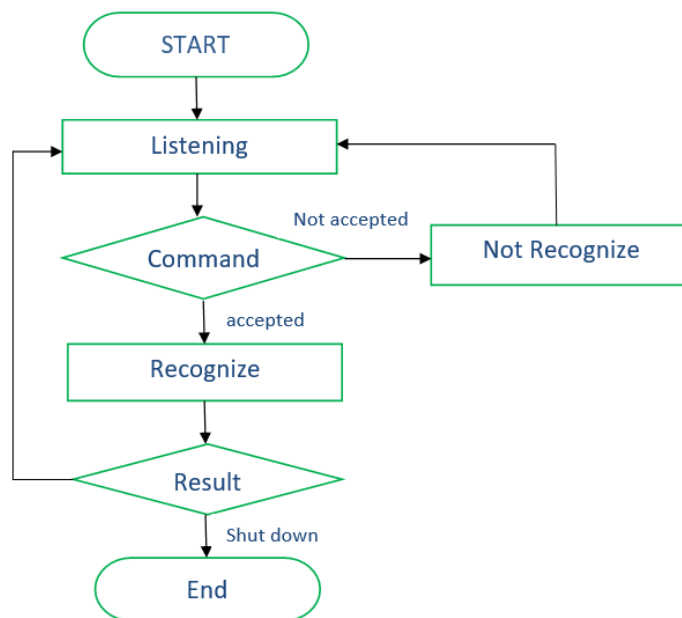 START
Listening
Not accepted
Command
Not Recognize
accepted
Recognize
Result
Shut down
End